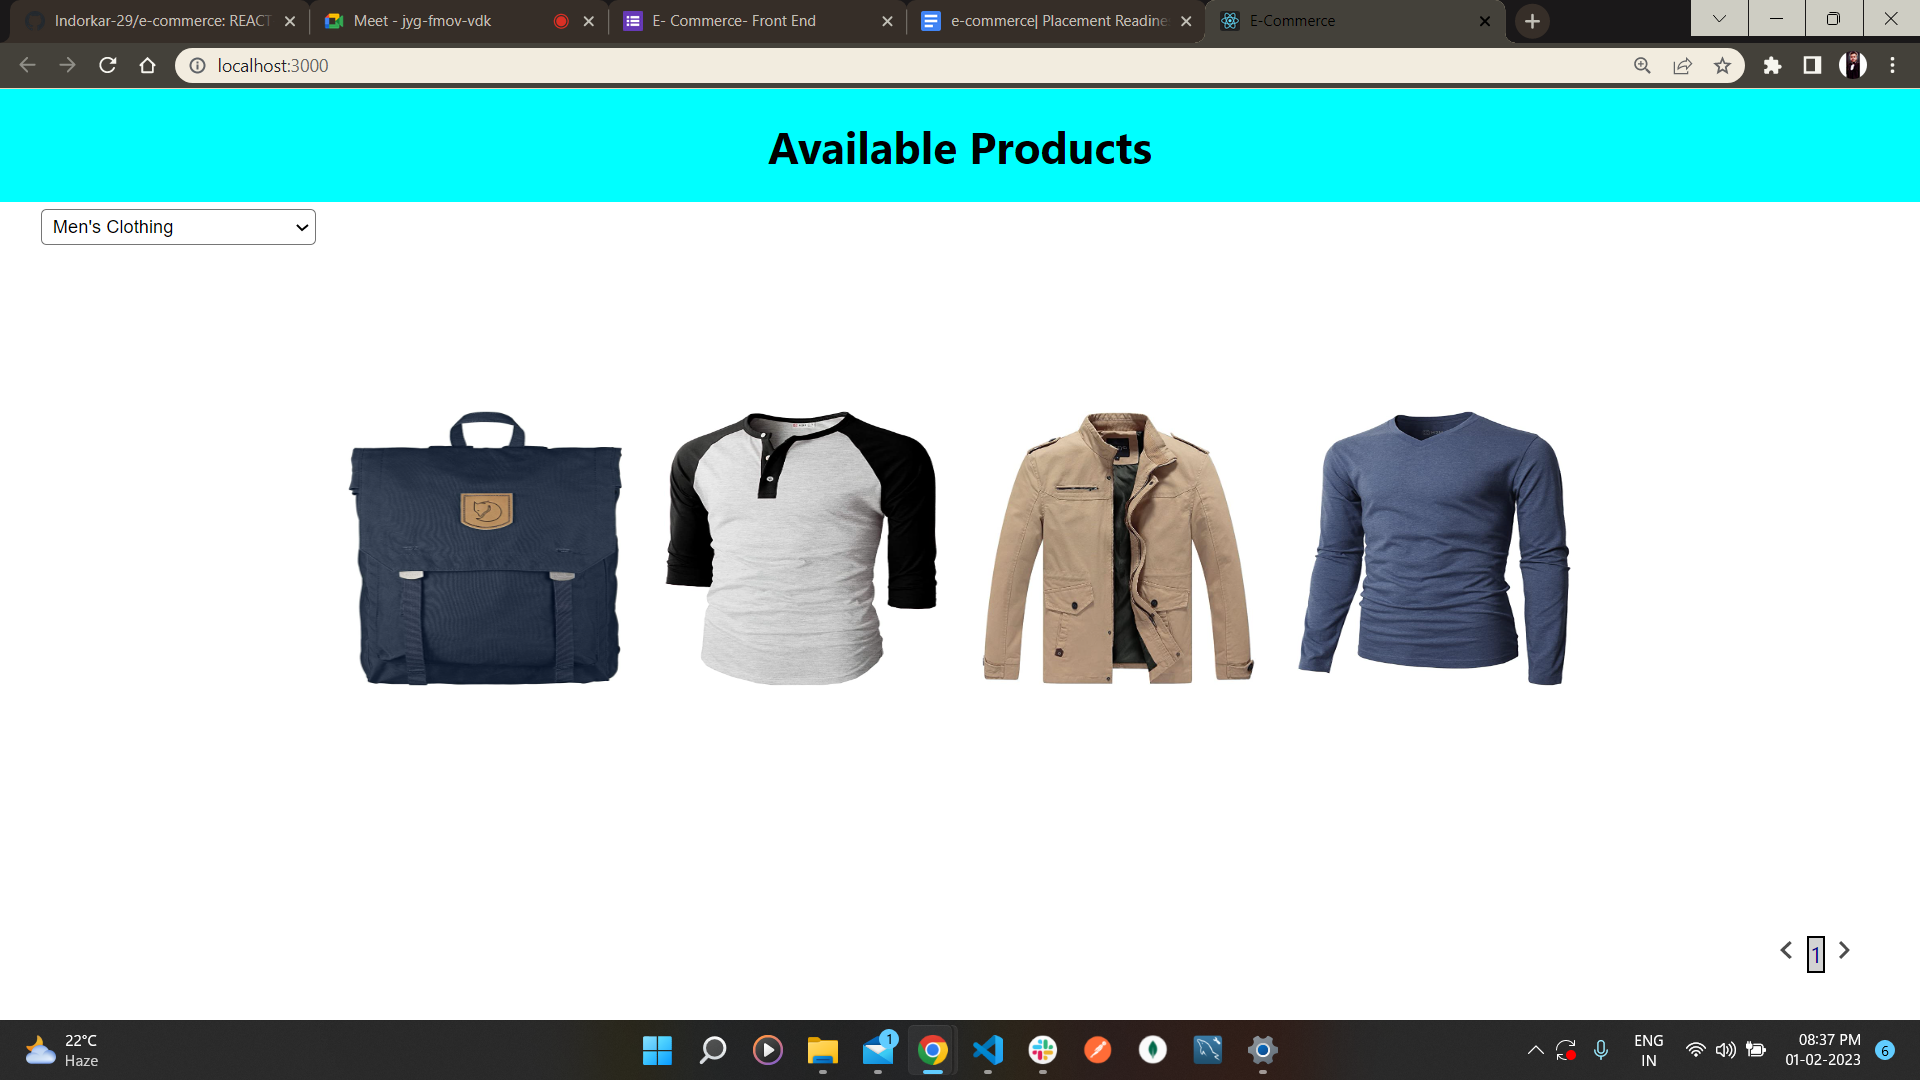 Indorkar-29/e-commerce: REACT
Meet - jyg-fmov-vdk
E- Commerce- Front End
e-commerce| Placement Readine
E-Commerce
localhost:3000
Available Products
Men's Clothing
1
22°C
Haze
1
ENG
IN
08:37 PM
01-02-2023
6